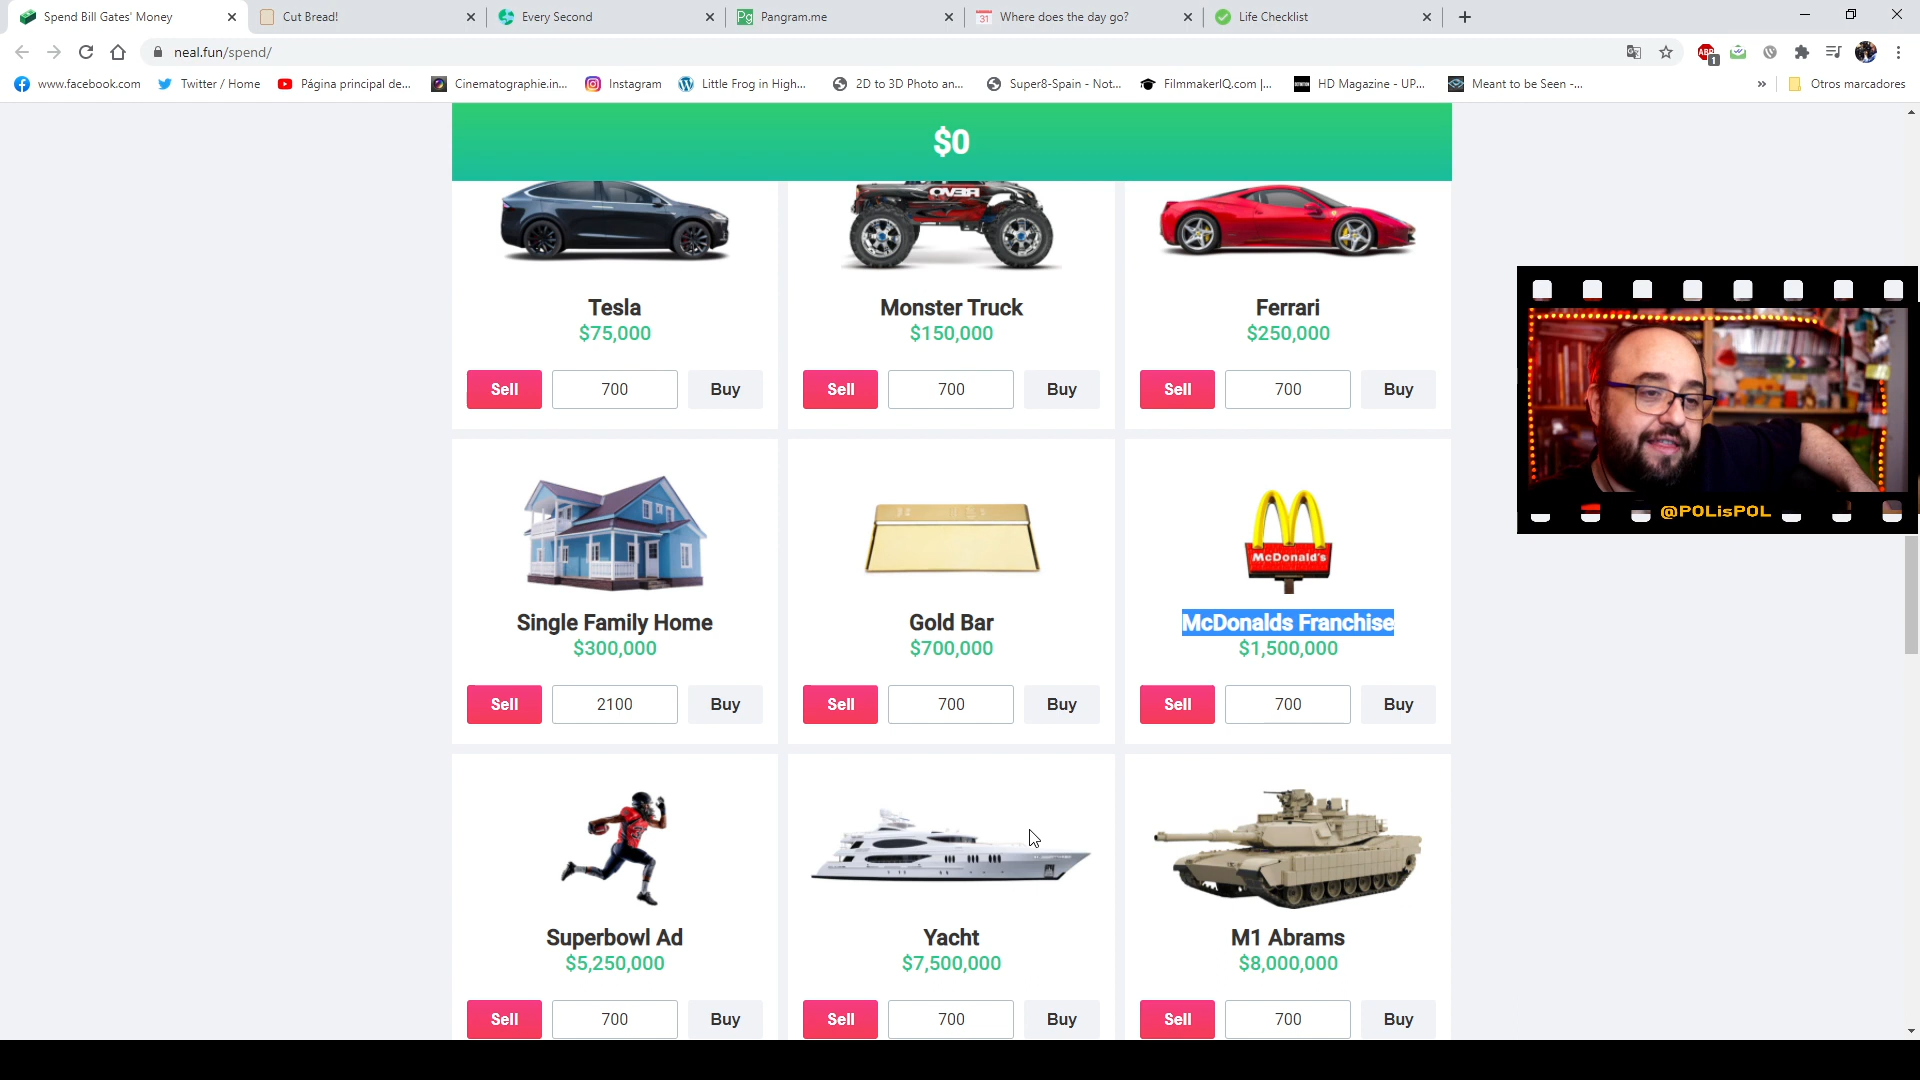 Spend Bill Gates' Money
Cut Bread!
Every Second
Pg Pangram.me
31 Where does the day go?
Life Checklist
neal.fun/spend/
ABP 1
www.facebook.com
Twitter / Home
Página principal de...
Cinematographie.in...
Instagram
Little Frog in High...
2D to 3D Photo an...
Super8-Spain - Not...
FilmmakerIQ.com |...
HD Magazine - UP...
Meant to be Seen -...
»
Otros marcadores
$0
Tesla
$75,000
Sell 700 Buy
Monster Truck
$150,000
Sell 700 Buy
Ferrari
$250,000
Sell 700 Buy
Single Family Home
$300,000
Sell 2100 Buy
Gold Bar
$700,000
Sell 700 Buy
McDonald's
McDonalds Franchise
$1,500,000
Sell 700 Buy
Superbowl Ad
$5,250,000
Sell 700 Buy
Yacht
$7,500,000
Sell 700 Buy
M1 Abrams
$8,000,000
Sell 700 Buy
@POLisPOL